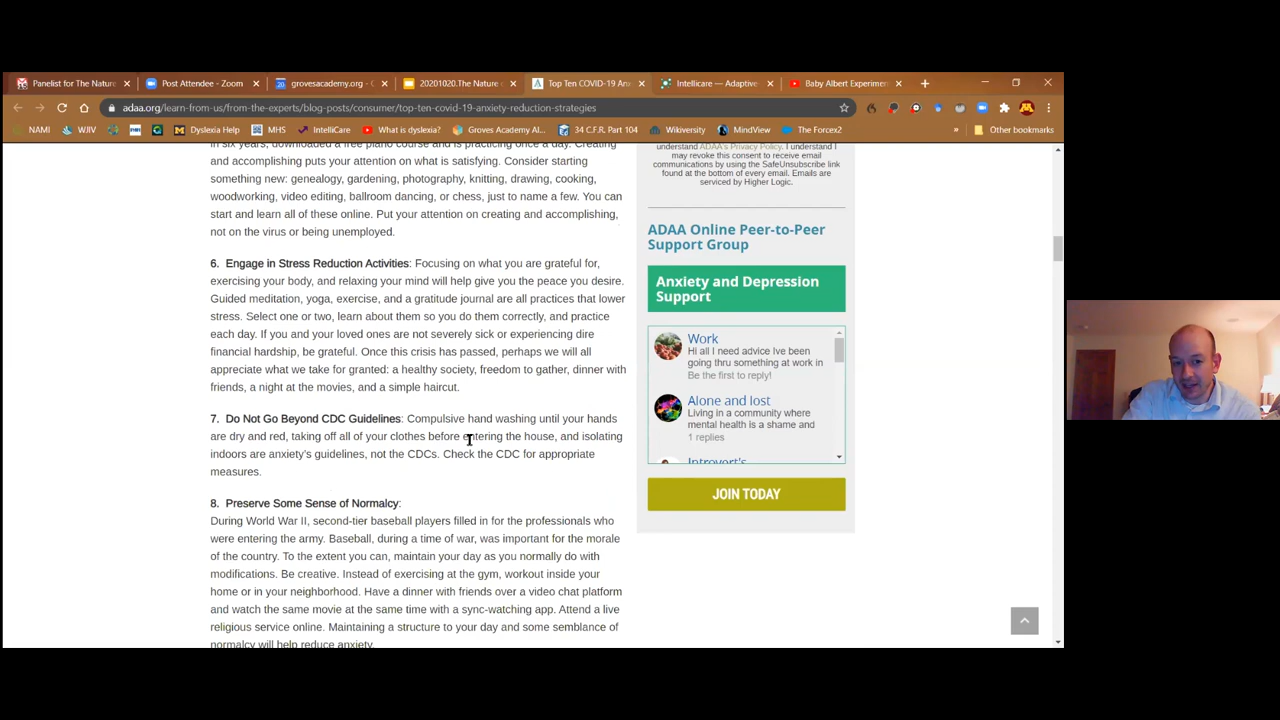 Panelist for The Nature
Post Attendee - Zoom
grovesacademy.org - C
20201020.The Nature o
Top Ten COVID-19 An
Intellicare — Adaptive
Baby Albert Experimen
adaa.org/learn-from-us/from-the-experts/blog-posts/consumer/top-ten-covid-19-anxiety-reduction-strategies
NAMI
WJIV
Dyslexia Help
MHS
IntelliCare
What is dyslexia?
Groves Academy Al...
34 C.F.R. Part 104
Wikiversity
MindView
The Forcex2
»
Other bookmarks
in six years, downloaded a free piano course and is practicing once a day. Creating
and accomplishing puts your attention on what is satisfying. Consider starting
something new: genealogy, gardening, photography, knitting, drawing, cooking,
woodworking, video editing, ballroom dancing, or chess, just to name a few. You can
start and learn all of these online. Put your attention on creating and accomplishing,
not on the virus or being unemployed.
6. Engage in Stress Reduction Activities: Focusing on what you are grateful for,
exercising your body, and relaxing your mind will help give you the peace you desire.
Guided meditation, yoga, exercise, and a gratitude journal are all practices that lower
stress. Select one or two, learn about them so you do them correctly, and practice
each day. If you and your loved ones are not severely sick or experiencing dire
financial hardship, be grateful. Once this crisis has passed, perhaps we will all
appreciate what we take for granted: a healthy society, freedom to gather, dinner with
friends, a night at the movies, and a simple haircut.
7. Do Not Go Beyond CDC Guidelines: Compulsive hand washing until your hands
are dry and red, taking off all of your clothes before entering the house, and isolating
indoors are anxiety's guidelines, not the CDCs. Check the CDC for appropriate
measures.
8. Preserve Some Sense of Normalcy:
During World War II, second-tier baseball players filled in for the professionals who
were entering the army. Baseball, during a time of war, was important for the morale
of the country. To the extent you can, maintain your day as you normally do with
modifications. Be creative. Instead of exercising at the gym, workout inside your
home or in your neighborhood. Have a dinner with friends over a video chat platform
and watch the same movie at the same time with a sync-watching app. Attend a live
religious service online. Maintaining a structure to your day and some semblance of
normalcy will help reduce anxiety.
understand ADAA's Privacy Policy. I understand I
may revoke this consent to receive email
communications by using the SafeUnsubscribe link
found at the bottom of every email. Emails are
serviced by Higher Logic.
ADAA Online Peer-to-Peer
Support Group
Anxiety and Depression
Support
Work
Hi all I need advice Ive been
going thru something at work in
Be the first to reply!
Alone and lost
Living in a community where
mental health is a shame and
1 replies
Introvert's
JOIN TODAY